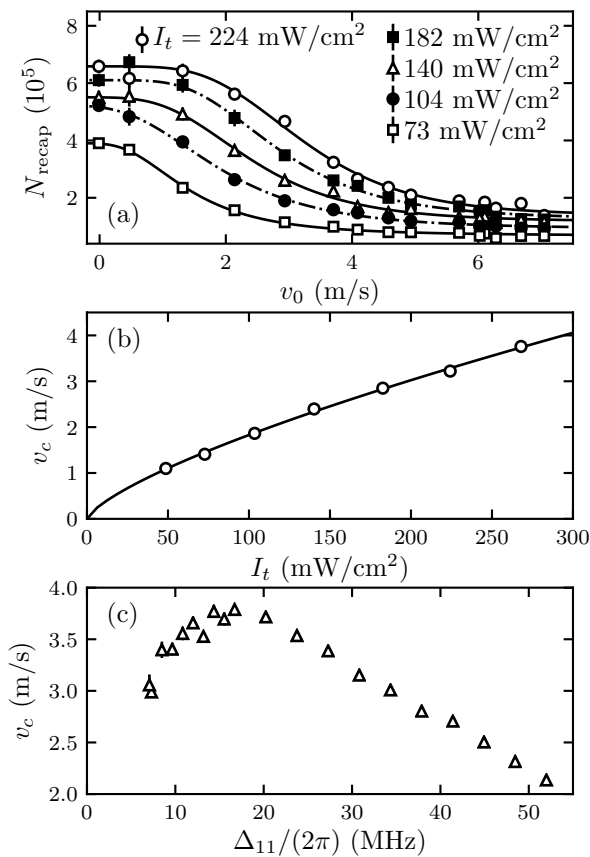 I_t = 224 mW/cm²
182 mW/cm²
140 mW/cm²
104 mW/cm²
73 mW/cm²
8
6
4
2
N_recap (10⁵)
(a)
0 2 4 6
v₀ (m/s)
(b)
4
3
2
1
0
v_c (m/s)
0 50 100 150 200 250 300
I_t (mW/cm²)
(c)
4.0
3.5
3.0
2.5
2.0
v_c (m/s)
0 10 20 30 40 50
Δ₁₁/(2π) (MHz)